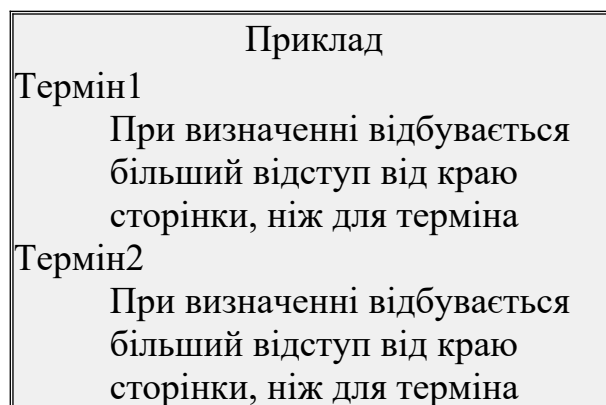 Приклад
Термін1
При визначенні відбувається
більший відступ від краю
сторінки, ніж для терміна
Термін2
При визначенні відбувається
більший відступ від краю
сторінки, ніж для терміна